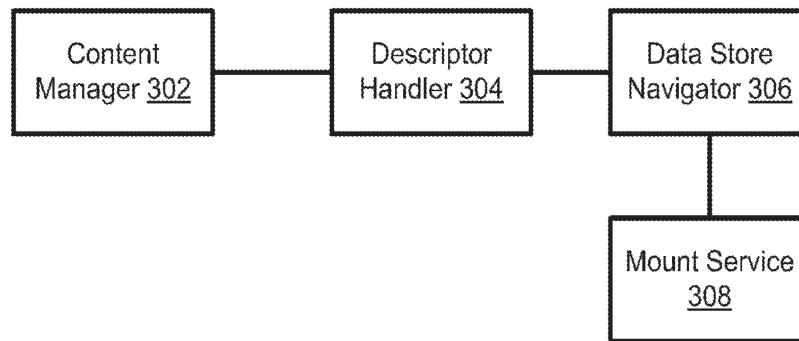 Content
Manager 302
Descriptor
Handler 304
Data Store
Navigator 306
Mount Service
308